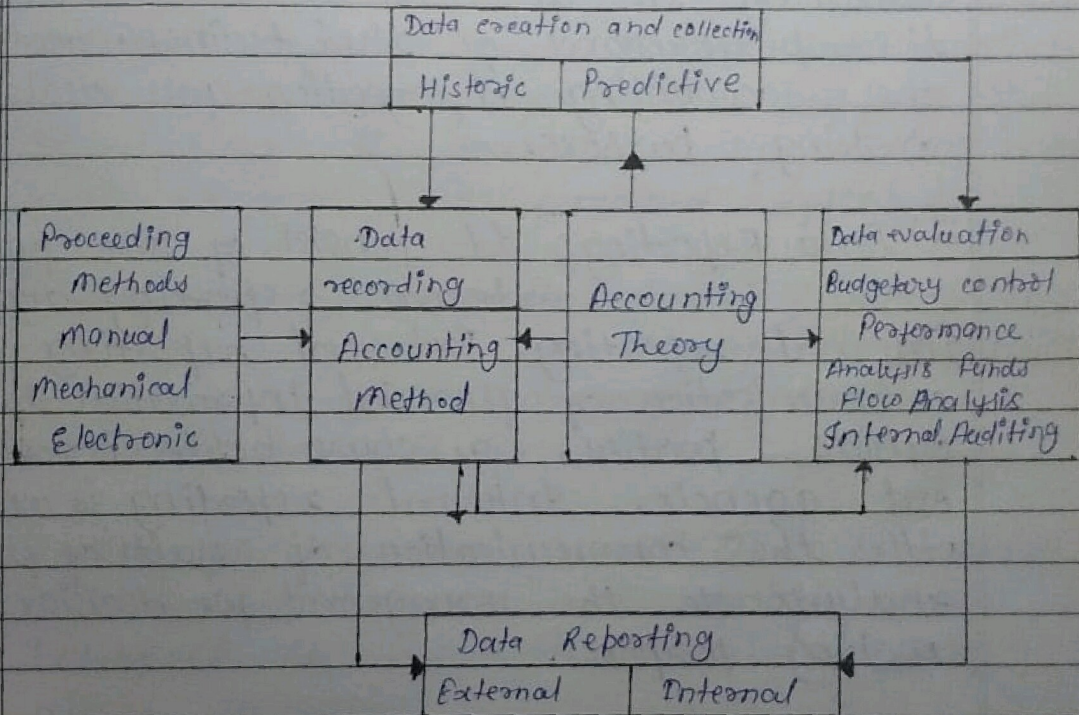 Data creation and collection
Historic Predictive
Proceeding
Methods
Manual
Mechanical
Electronic
Data
recording
Accounting
Method
Accounting
Theory
Data evaluation
Budgetory control
Performance
Analysis Funds
flow Analysis
Internal Auditing
Data Reporting
External Internal